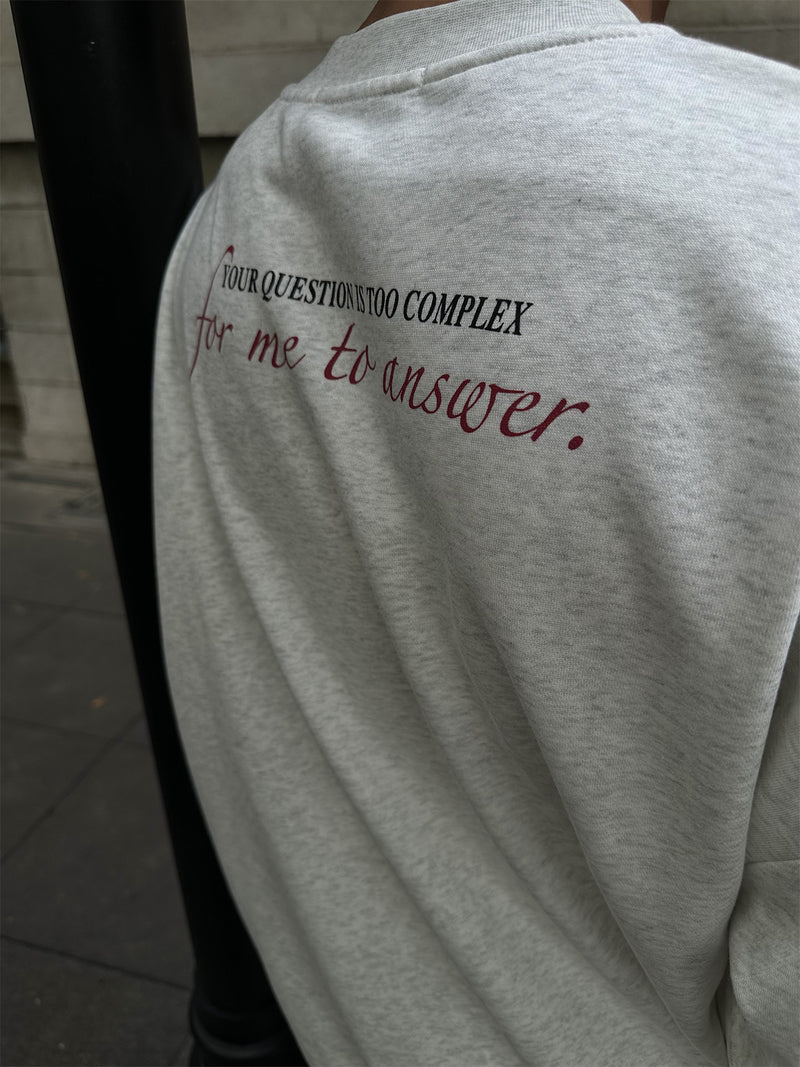 YOUR QUESTION IS TOO COMPLEX
for me to answer.